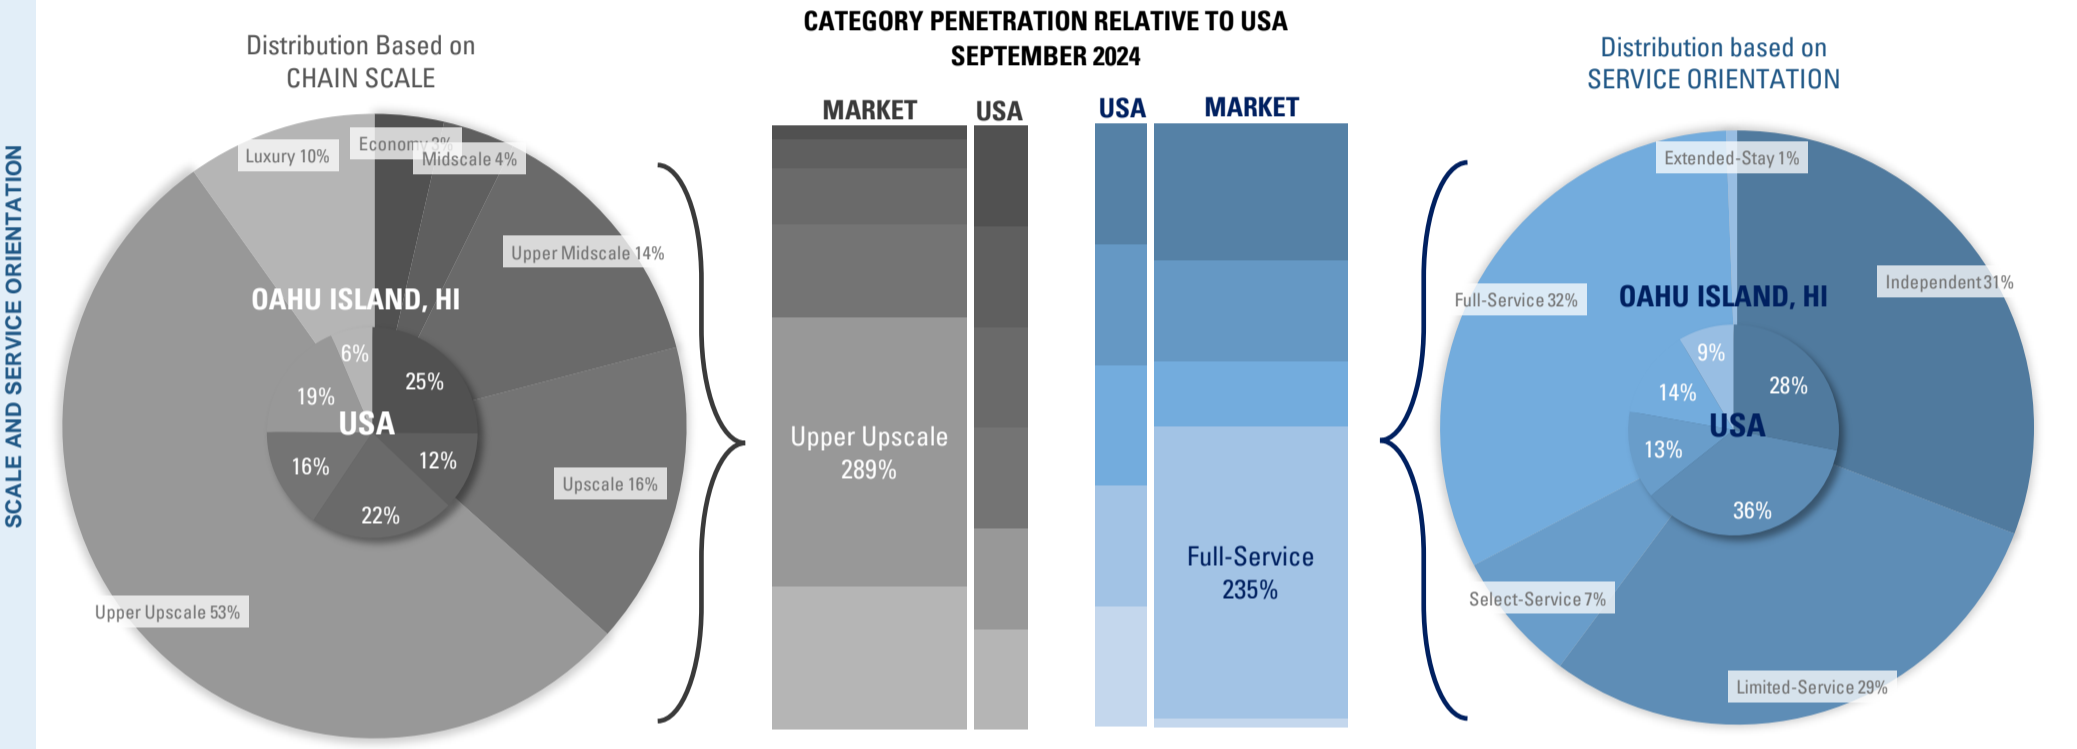 SCALE AND SERVICE ORIENTATION
Distribution Based on
CHAIN SCALE
Luxury 10%
Economy 3%
Midscale 4%
Upper Midscale 14%
OAHU ISLAND, HI
6%
25%
19%
USA
16%
12%
22%
Upscale 16%
Upper Upscale 53%
CATEGORY PENETRATION RELATIVE TO USA
SEPTEMBER 2024
MARKET
USA
Upper Upscale
289%
USA
MARKET
Full-Service
235%
Distribution based on
SERVICE ORIENTATION
Extended-Stay 1%
Independent 31%
Full-Service 32%
OAHU ISLAND, HI
9%
28%
14%
USA
13%
36%
Select-Service 7%
Limited-Service 29%